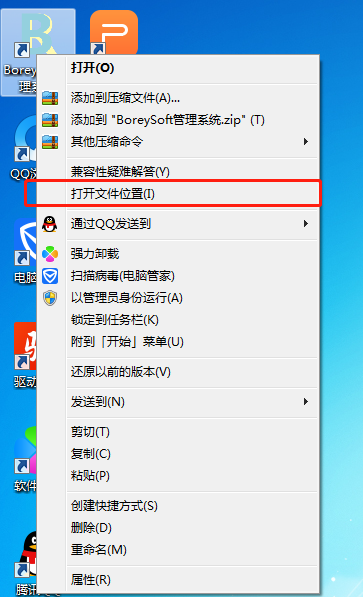 Borey
理系
打开(O)
添加到压缩文件(A)...
添加到 "BoreySoft管理系统.zip" (T)
其他压缩命令
兼容性疑难解答(Y)
打开文件位置(I)
通过QQ发送到
强力卸载
扫描病毒(电脑管家)
以管理员身份运行(A)
锁定到任务栏(K)
附到「开始」菜单(U)
还原以前的版本(V)
发送到(N)
剪切(T)
复制(C)
粘贴(P)
创建快捷方式(S)
删除(D)
重命名(M)
属性(R)
QQ浏
电脑
驱动
软件
腾讯